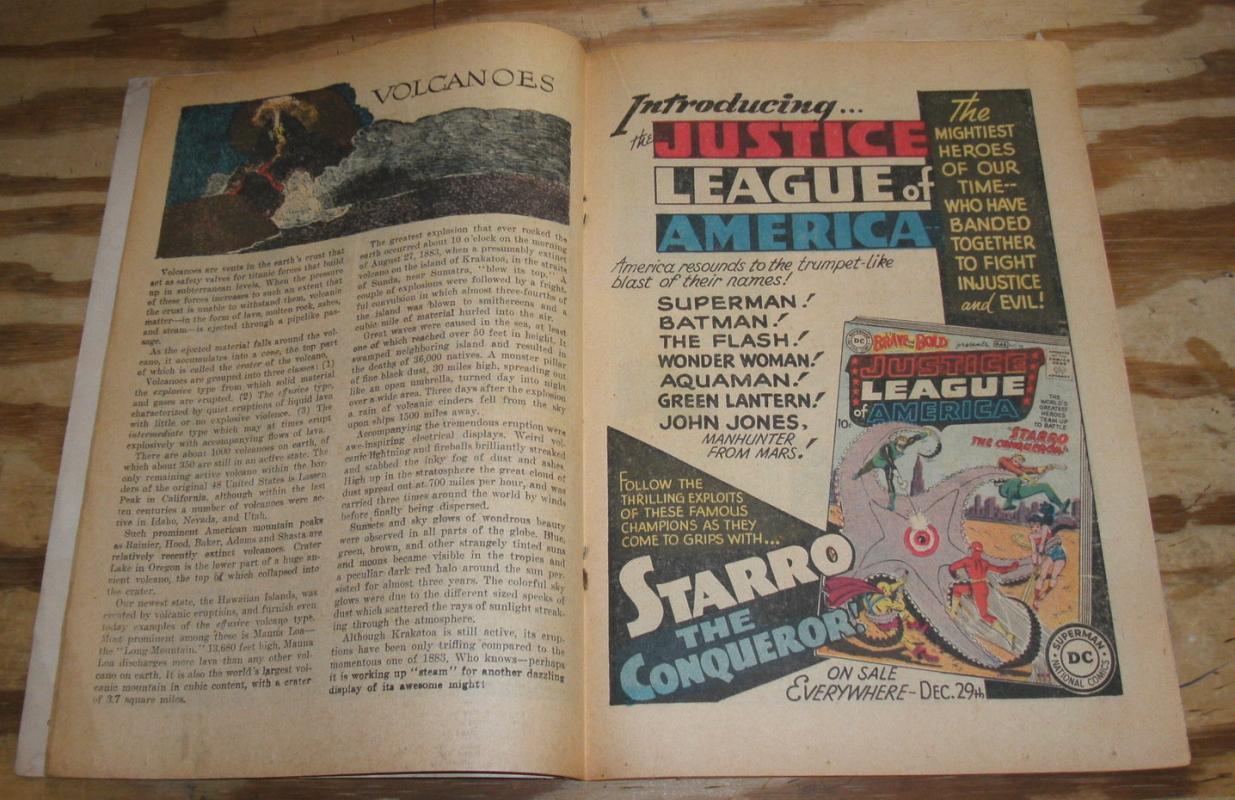 VOLCANOES
Volcanoes are vents in the earth's crust that
act as safety valves for titanic forces that build
up in subterranean levels. When the pressure
of these forces increases to such an extent that
the crust is unable to withstand them, volcanic
matter—in the form of lava, molten rock, ashes,
and steam—is ejected through a pipelike pas-
sage.
As the ejected material falls around the vol-
cano, it accumulates into a cone, the top part
of which is called the center of the volcano.
Volcanoes are grouped into three classes: (1)
the explosive type from which solid material
and gases are erupted. (2) The effusive type,
characterized by quiet eruptions of liquid lava
with little or no explosive violence. (3) The
intermediate type which may at times erupt
explosively with accompanying flows of lava.
There are about 1000 volcanoes on earth, of
which about 350 are still in an active state. The
only remaining active volcano within the bor-
ders of the original 48 United States is Lassen
Peak in California, although within the last
ten centuries a number of volcanoes were ac-
tive in Idaho, Nevada, and Utah.
Such prominent American mountain peaks
as Rainier, Hood, Baker, Adams and Shasta are
relatively recently extinct volcanoes. Crater
Lake in Oregon is the lower part of a huge an-
cient volcano, the top of which collapsed into
the crater.
Our newest state, the Hawaiian Islands, was
created by volcanic eruptions, and furnish even
today examples of the effusive volcano type.
Most prominent among these is Mauna Loa—
the "Long Mountain." 13,680 feet high, Mauna
Loa discharges more lava than any other vol-
cano on earth. It is also the world's largest vol-
canic mountain in cubic content, with a crater
of 3.7 square miles.
The greatest explosion that ever rocked the
earth occurred about 10 o'clock on the morning
of August 27, 1883, when a presumably extinct
volcano on the island of Krakatoa, in the straits
of Sunda, near Sumatra, "blow its top." A
couple of explosions were followed by a fright-
ful convulsion in which almost three-fourths of
the island was blown to smithereens and a
cubic mile of material hurled into the air.
Great waves were caused in the sea, at least
one of which reached over 50 feet in height. It
swamped neighboring island and resulted in
the deaths of 36,000 natives. A monster pillar
of fine black dust, 30 miles high, spreading out
like an open umbrella, turned day into night
over a wide area. Three days after the explosion
a rain of volcanic cinders fell from the sky
upon ships 1500 miles away.
Accompanying the tremendous eruption were
awe-inspiring electrical displays. Weird vol-
canic lightning and fireballs brilliantly streaked
and stabbed the inky fog of dust and ashes.
High up in the stratosphere the great cloud of
dust spread out at 700 miles per hour, and was
carried three times around the world by winds
before finally being dispersed.
Sunsets and sky glows of wondrous beauty
were observed in all parts of the globe. Blue,
green, brown, and other strangely tinted suns
and moons became visible in the tropics and
a peculiar dark red halo around the sun per-
sisted for almost three years. The colorful sky
glows were due to the different sized specks of
dust which scattered the rays of sunlight streak-
ing through the atmosphere.
Although Krakatoa is still active, its erup-
tions have been only trifling compared to the
momentous one of 1883. Who knows—perhaps
it is working up "steam" for another dazzling
display of its awesome might!
Introducing...
the JUSTICE
LEAGUE of
AMERICA
The
MIGHTIEST
HEROES
OF OUR
TIME--
WHO HAVE
BANDED
TOGETHER
TO FIGHT
INJUSTICE
and EVIL!
America resounds to the trumpet-like
blast of their names!
SUPERMAN!
BATMAN!
THE FLASH!
WONDER WOMAN!
AQUAMAN!
GREEN LANTERN!
JOHN JONES,
MANHUNTER
FROM MARS!
FOLLOW THE
THRILLING EXPLOITS
OF THESE FAMOUS
CHAMPIONS AS THEY
COME TO GRIPS WITH...
STARRO
THE
CONQUEROR!
DC
BRAVE and BOLD presents
JUSTICE
LEAGUE
of AMERICA
10¢
THE
WORLD'S
GREATEST
HEROES
TEAM UP
TO BATTLE
STARRO
THE CONQUEROR!
SUPERMAN
DC
NATIONAL COMICS
ON SALE
EVERYWHERE - DEC. 29th